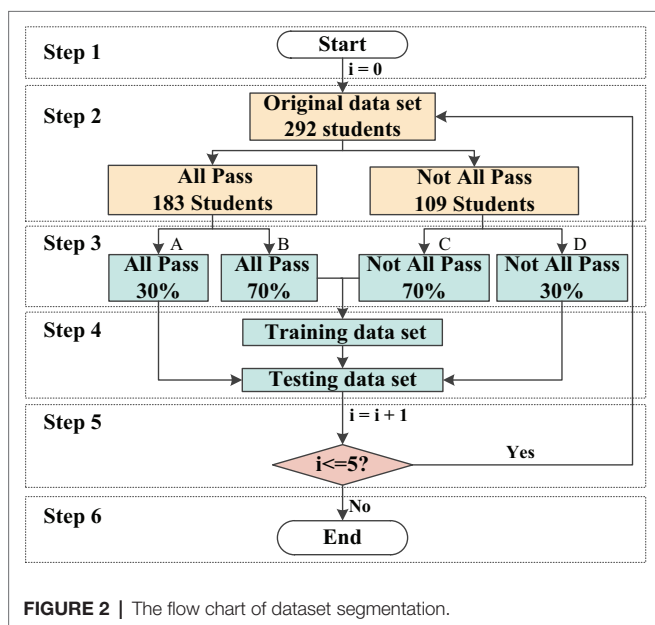 Step 1
Start
i = 0
Step 2
Original data set
292 students
All Pass
183 Students
Not All Pass
109 Students
Step 3
A
B
C
D
All Pass
30%
All Pass
70%
Not All Pass
70%
Not All Pass
30%
Step 4
Training data set
Testing data set
i = i + 1
Step 5
i<=5?
Yes
No
Step 6
End
FIGURE 2 | The flow chart of dataset segmentation.